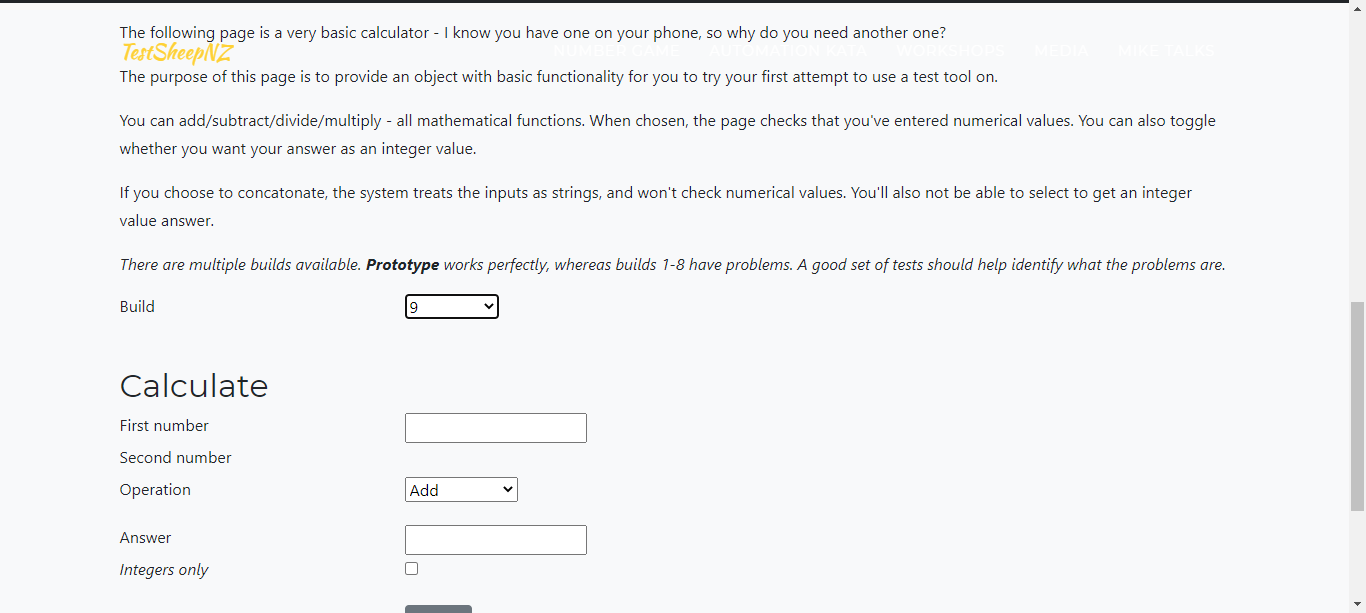 The following page is a very basic calculator - I know you have one on your phone, so why do you need another one?
TestSheepNZ NUMBER GAME AUTOMATION WORKSHOPS MEDIA MIKE TALKS
The purpose of this page is to provide an object with basic functionality for you to try your first attempt to use a test tool on.
You can add/subtract/divide/multiply - all mathematical functions. When chosen, the page checks that you've entered numerical values. You can also toggle
whether you want your answer as an integer value.
If you choose to concatonate, the system treats the inputs as strings, and won't check numerical values. You'll also not be able to select to get an integer
value answer.
There are multiple builds available. Prototype works perfectly, whereas builds 1-8 have problems. A good set of tests should help identify what the problems are.
Build 9
Calculate
First number
Second number
Operation Add
Answer
Integers only